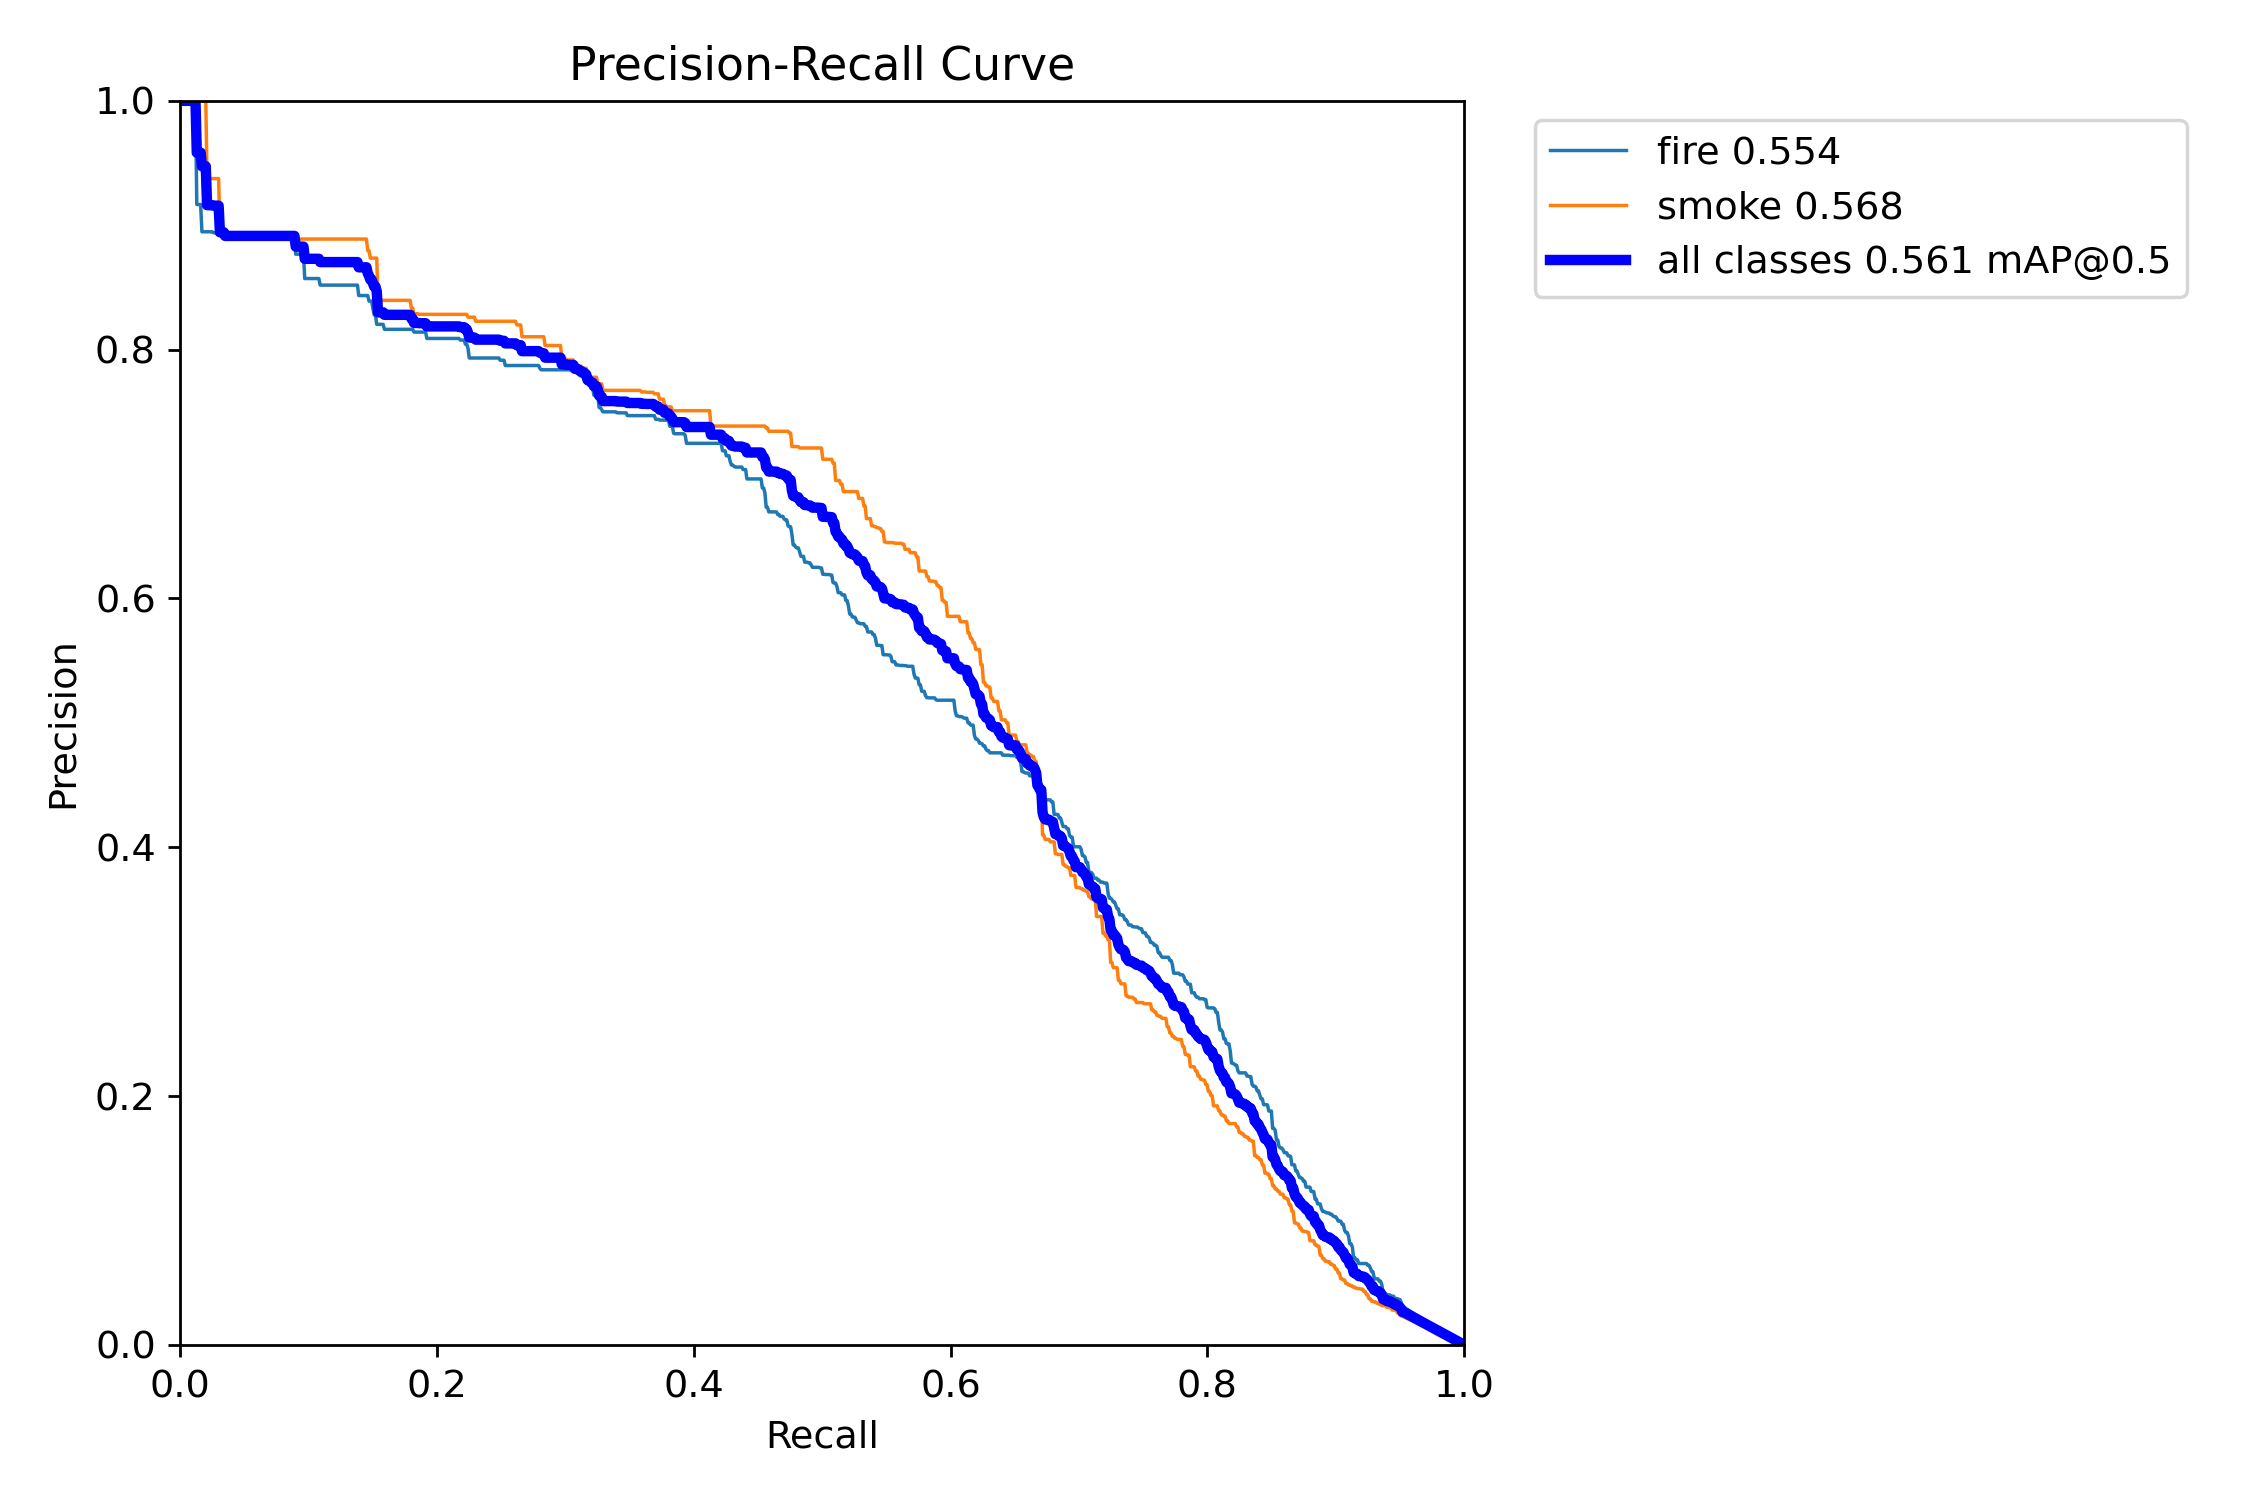 Precision-Recall Curve
fire 0.554
smoke 0.568
all classes 0.561 mAP@0.5
Precision
1.0
0.8
0.6
0.4
0.2
0.0
0.0 0.2 0.4 0.6 0.8 1.0
Recall